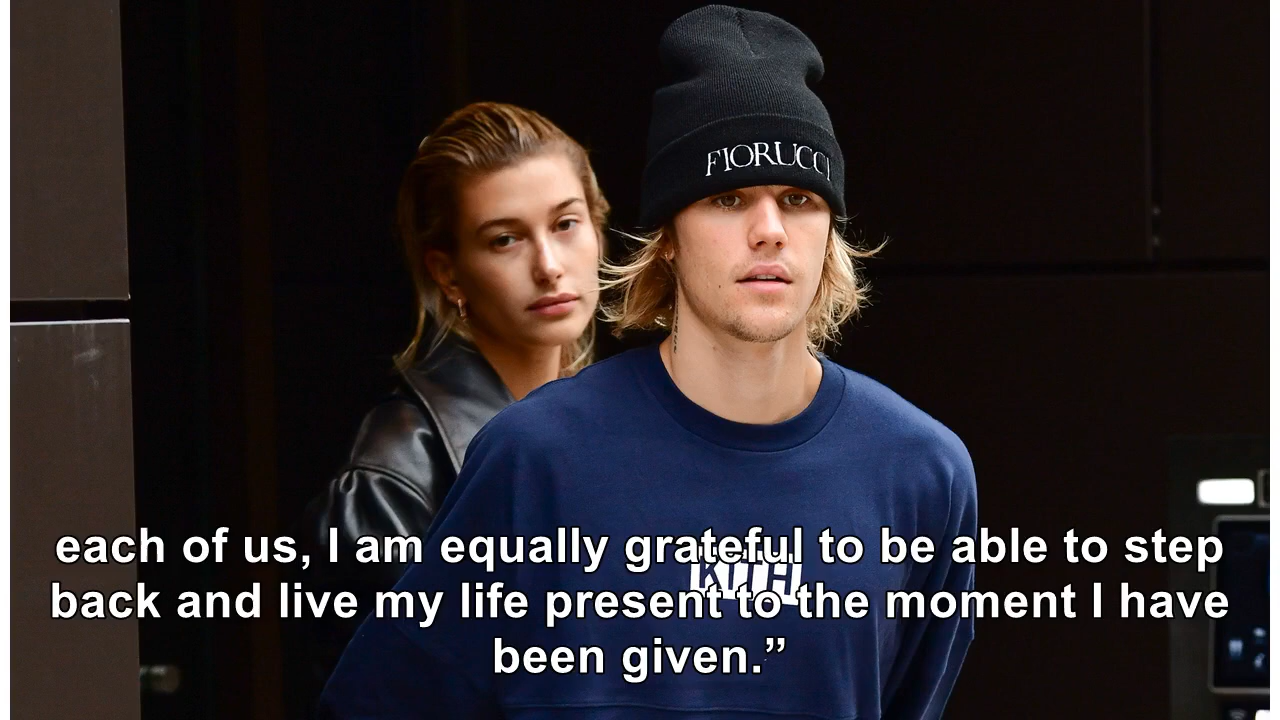 FIORUCCI
KITH
each of us, I am equally grateful to be able to step
back and live my life present to the moment I have
been given.”